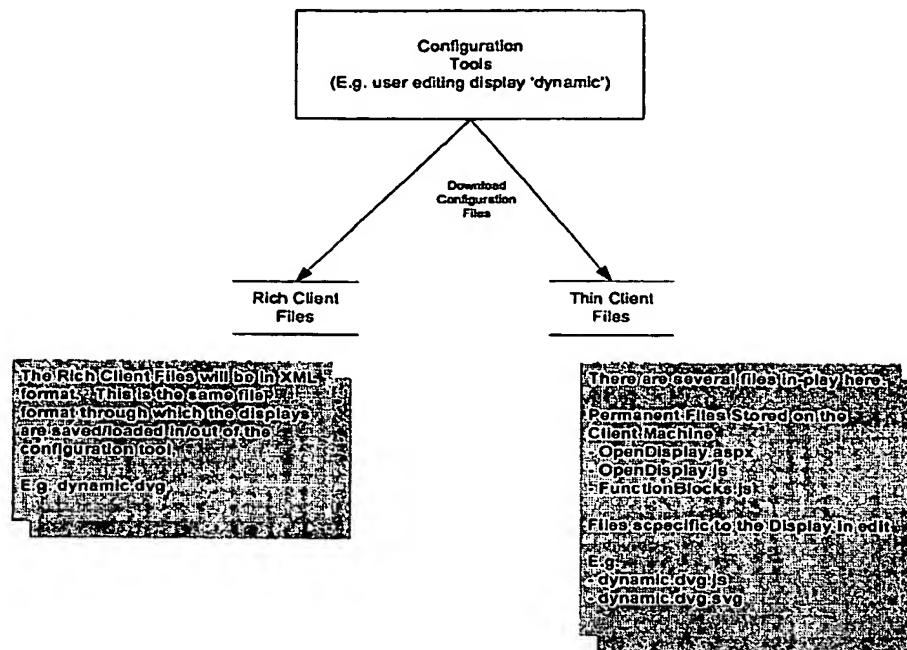 Configuration
Tools
(E.g. user editing display 'dynamic')
Download
Configuration
Files
Rich Client
Files
Thin Client
Files
The Rich Client Files will be in XML
format. This is the same file
format through which the displays
are saved/loaded in/out of the
configuration tool.
E.g. dynamic.dvg
There are several files in-play here.
Permanent Files Stored on the
Client Machine
- OpenDisplay.aspx
- OpenDisplay.js
- FunctionBlocks.js
Files scpecific to the Display in edit
E.g.
- dynamic.dvg.js
- dynamic.dvg.svg